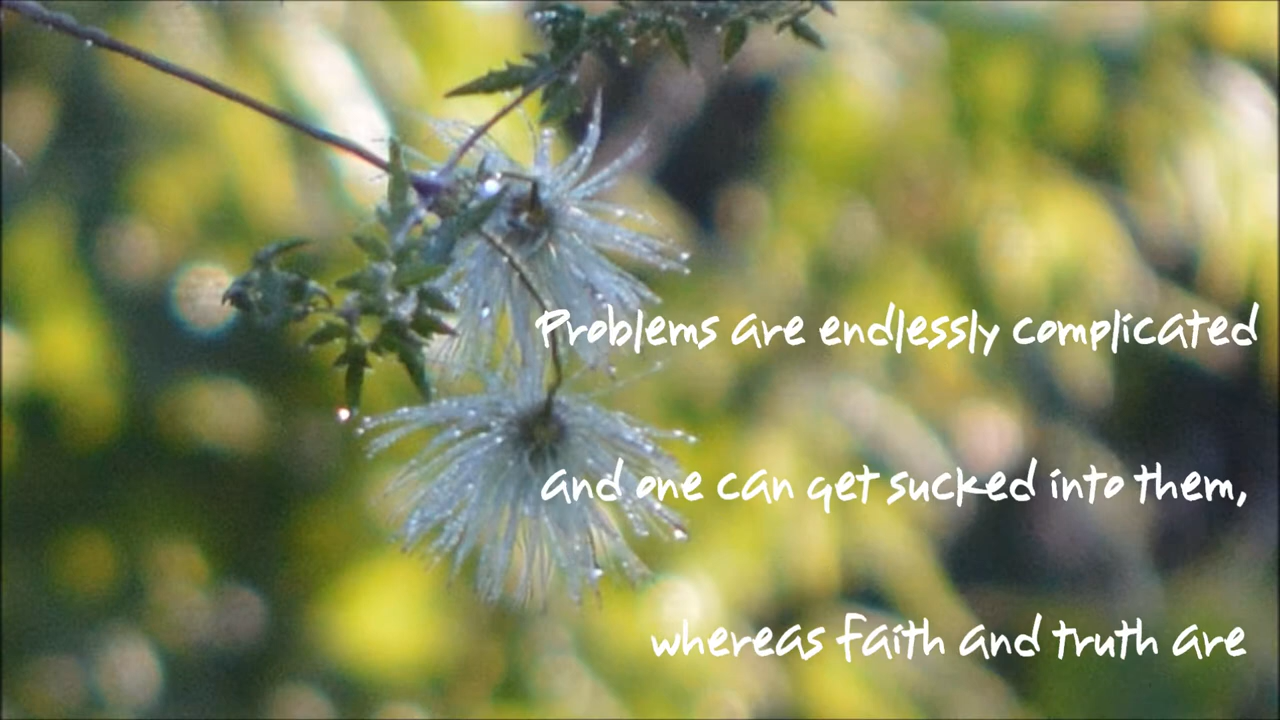 Problems are endlessly complicated
and one can get sucked into them,
whereas faith and truth are